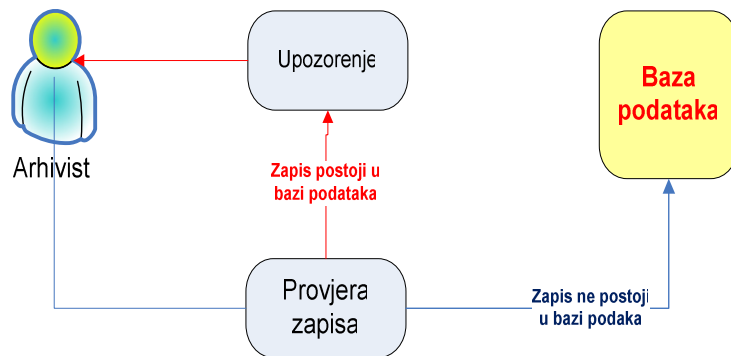 Upozorenje
Baza
podataka
Arhivist
Zapis postoji u
bazi podataka
Provjera
zapisa
Zapis ne postoji
u bazi podaka